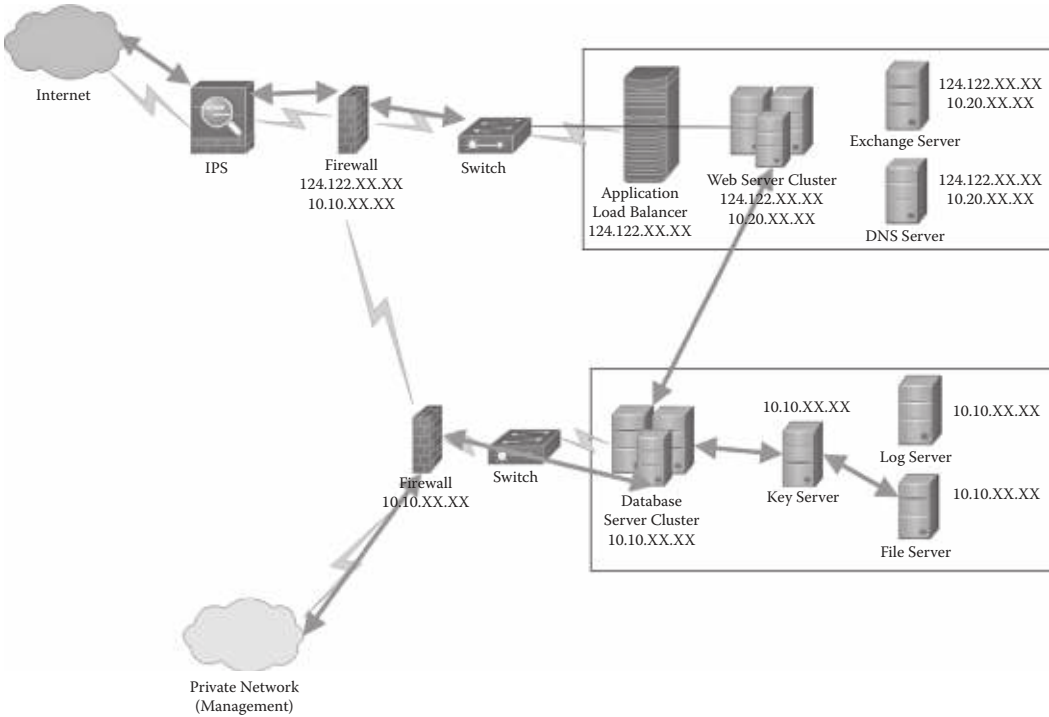 Internet
IPS
Firewall
124.122.XX.XX
10.10.XX.XX
Switch
Application
Load Balancer
124.122.XX.XX
Web Server Cluster
124.122.XX.XX
10.20.XX.XX
124.122.XX.XX
10.20.XX.XX
Exchange Server
124.122.XX.XX
10.20.XX.XX
DNS Server
Firewall
10.10.XX.XX
Switch
Database
Server Cluster
10.10.XX.XX
10.10.XX.XX
Key Server
10.10.XX.XX
Log Server
10.10.XX.XX
File Server
Private Network
(Management)